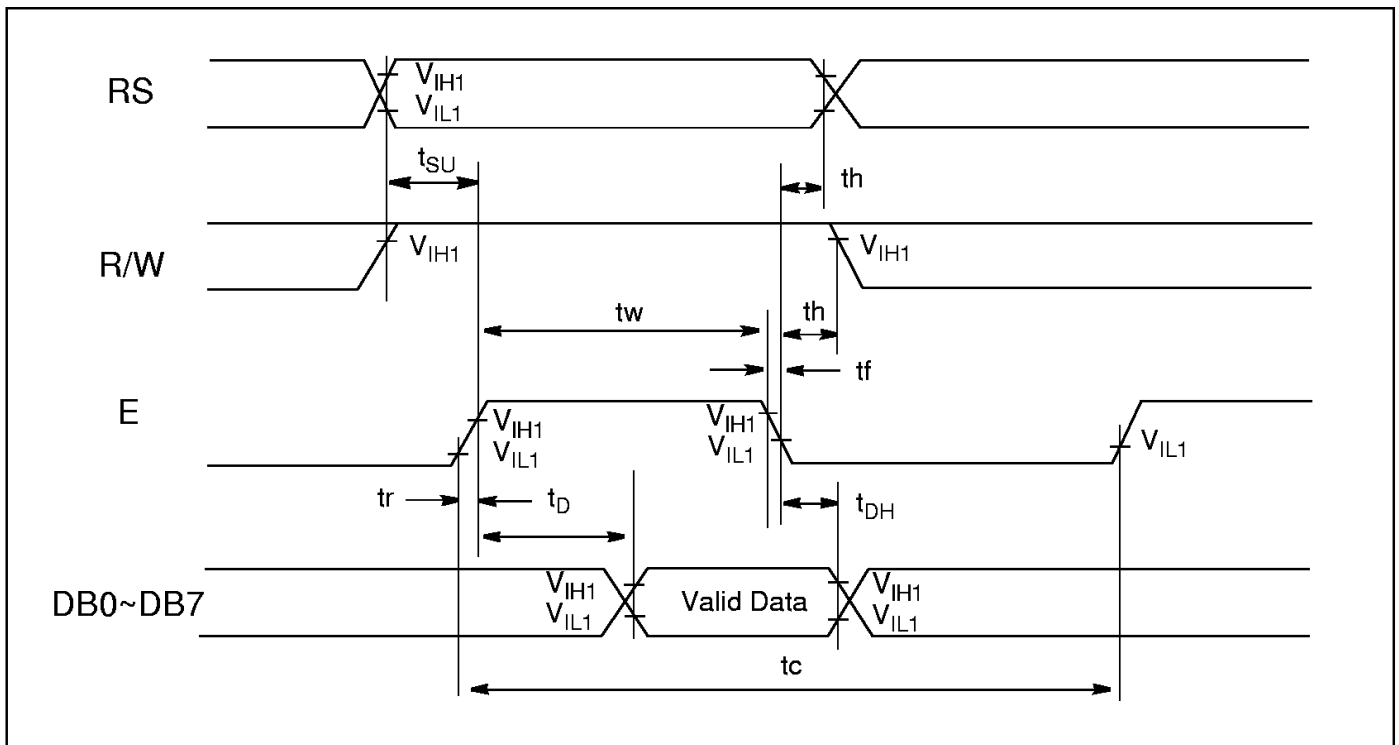 RS
VIH1
VIL1
tSU
th
R/W
VIH1
VIH1
tw
th
tf
E
VIH1
VIL1
VIH1
VIL1
VIL1
tr
tD
tDH
DB0~DB7
VIH1
VIL1
Valid Data
VIH1
VIL1
tc